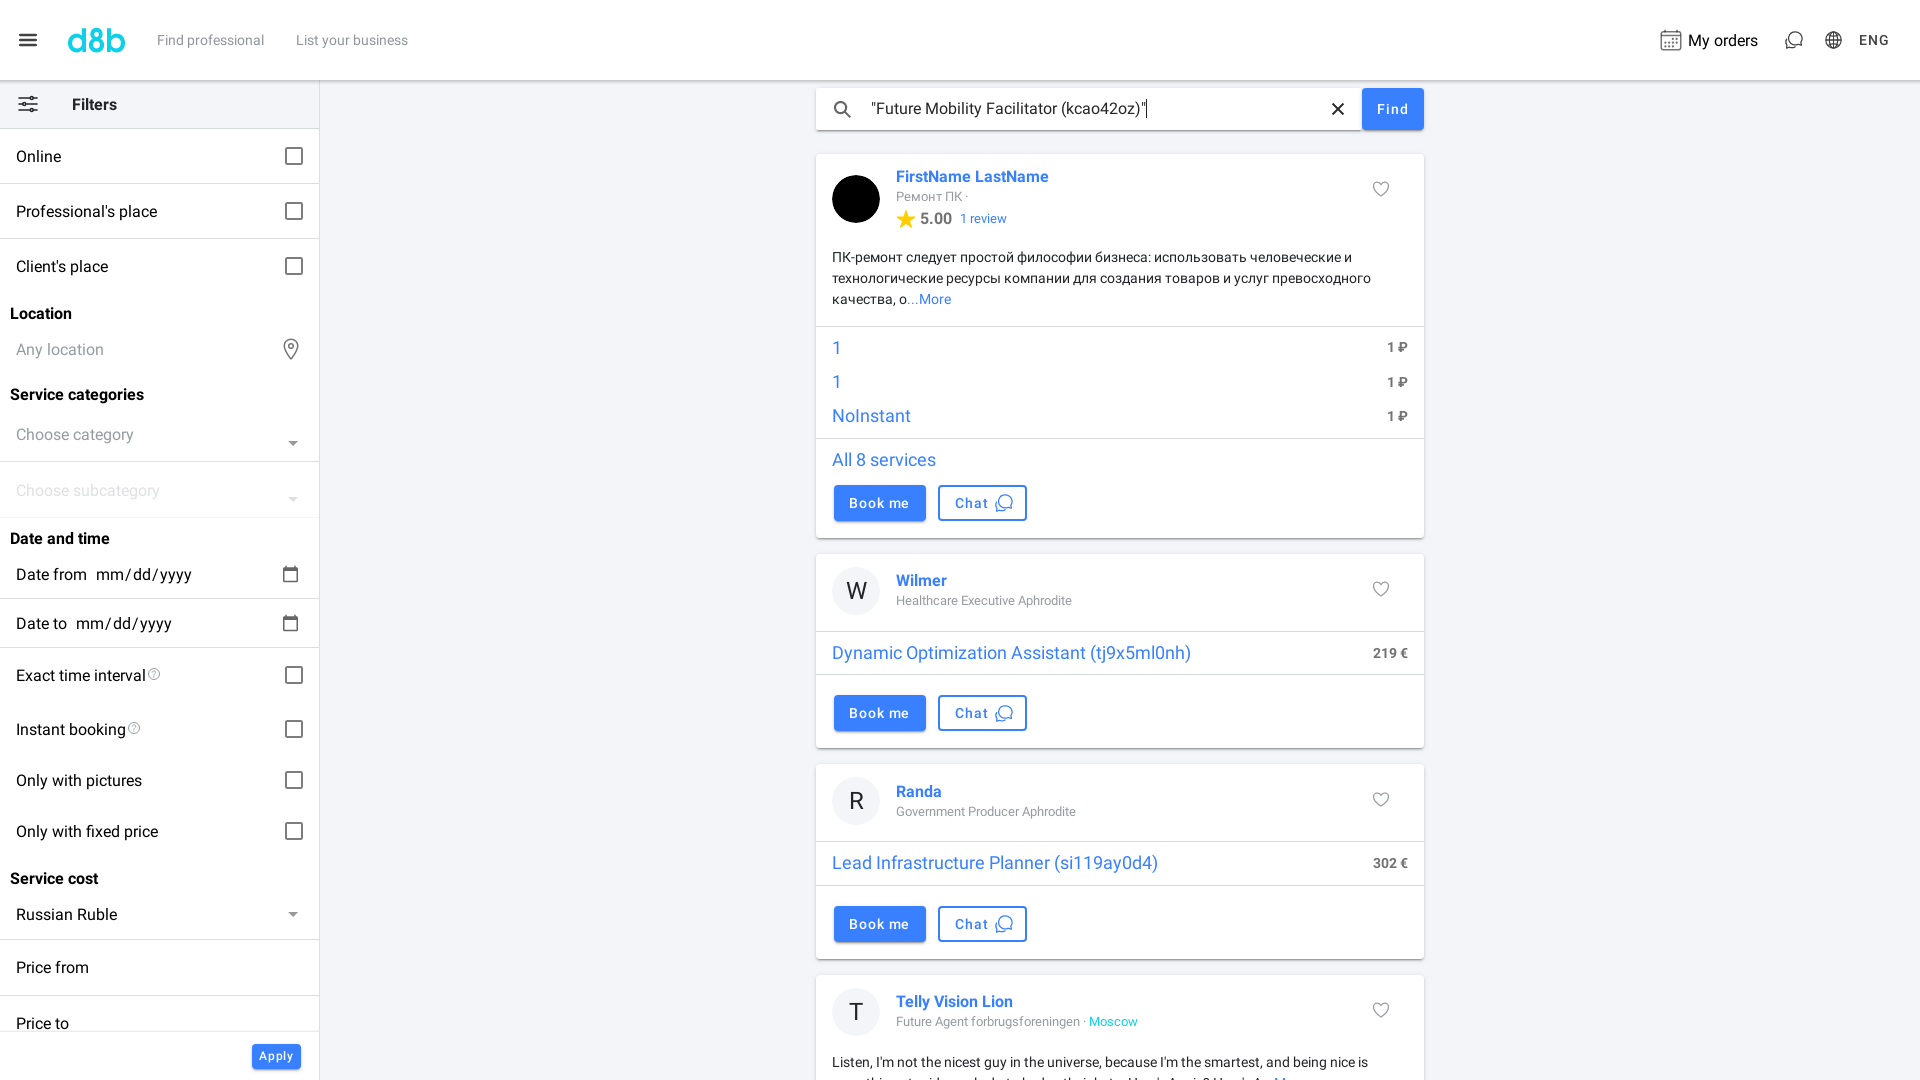 d8b
Find professional
List your business
My orders
ENG
Filters
Online
Professional's place
Client's place
Location
Any location
Service categories
Choose category
Choose subcategory
Date and time
Date from mm/dd/yyyy
Date to mm/dd/yyyy
Exact time interval
Instant booking
Only with pictures
Only with fixed price
Service cost
Russian Ruble
Price from
Price to
Apply
"Future Mobility Facilitator (kcao42oz)"
Find
FirstName LastName
Ремонт ПК ·
5.00 1 review
ПК-ремонт следует простой философии бизнеса: использовать человеческие и
технологические ресурсы компании для создания товаров и услуг превосходного
качества, о...More
1 1 ₽
1 1 ₽
NoInstant 1 ₽
All 8 services
Book me Chat
W
Wilmer
Healthcare Executive Aphrodite
Dynamic Optimization Assistant (tj9x5ml0nh) 219 €
Book me Chat
R
Randa
Government Producer Aphrodite
Lead Infrastructure Planner (si119ay0d4) 302 €
Book me Chat
T
Telly Vision Lion
Future Agent forbrugsforeningen · Moscow
Listen, I'm not the nicest guy in the universe, because I'm the smartest, and being nice is